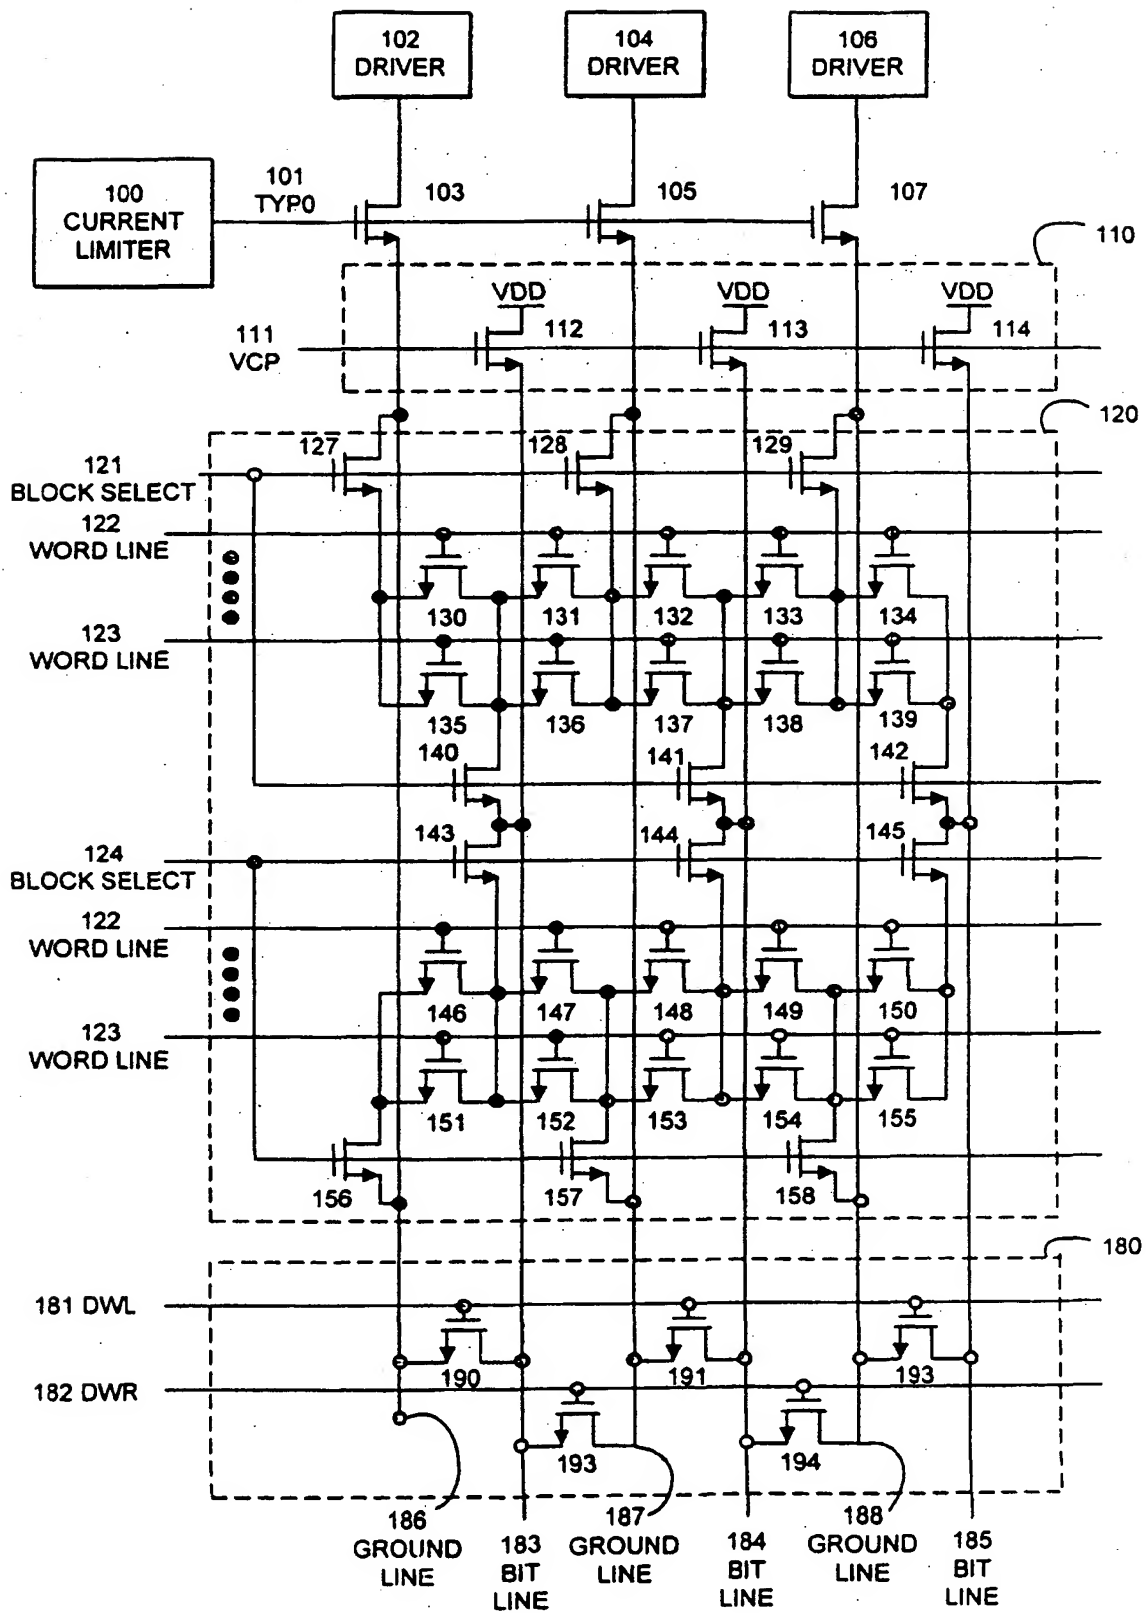 102
DRIVER
104
DRIVER
106
DRIVER
100
CURRENT
LIMITER
101
TYP0
103
105
107
110
VDD
VDD
VDD
111
VCP
112
113
114
120
121
BLOCK SELECT
127
128
129
122
WORD LINE
130
131
132
133
134
123
WORD LINE
135
136
137
138
139
140
141
142
143
144
145
124
BLOCK SELECT
122
WORD LINE
146
147
148
149
150
123
WORD LINE
151
152
153
154
155
156
157
158
180
181 DWL
190
191
193
182 DWR
193
194
186
GROUND
LINE
183
BIT
LINE
187
GROUND
LINE
184
BIT
LINE
188
GROUND
LINE
185
BIT
LINE